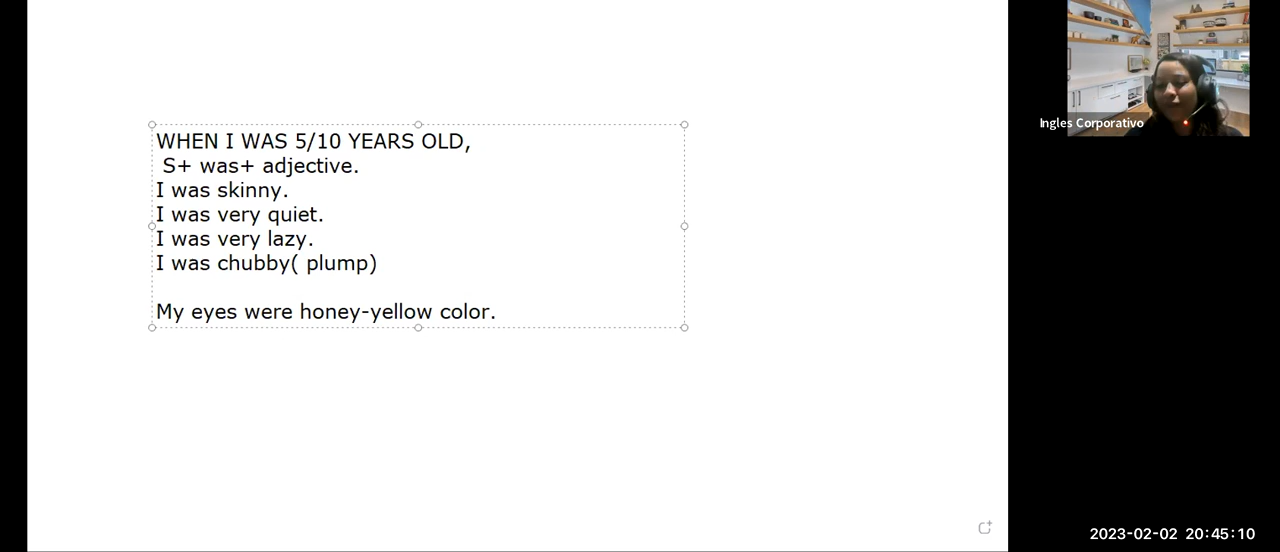 WHEN I WAS 5/10 YEARS OLD,
S+ was+ adjective.
I was skinny.
I was very quiet.
I was very lazy.
I was chubby( plump)
My eyes were honey-yellow color.
Ingles Corporativo
2023-02-02 20:45:10